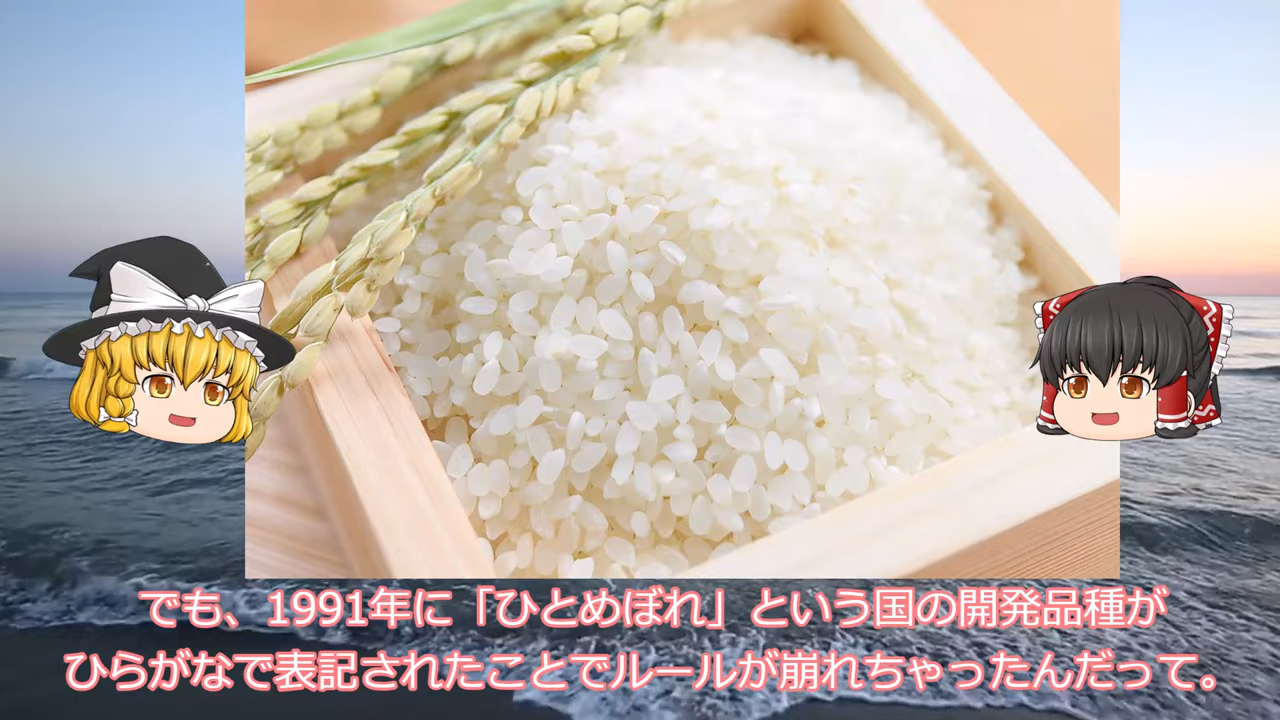 でも、1991年に「ひとめぼれ」という国の開発品種が
ひらがなで表記されたことでルールが崩れちゃったんだって。